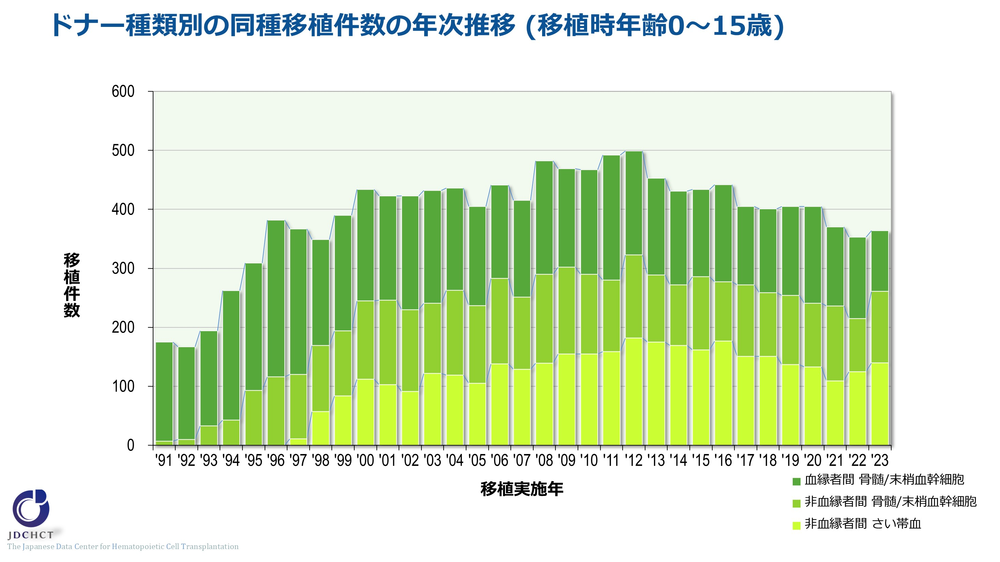 ドナー種類別の同種移植件数の年次推移 (移植時年齢0～15歳)
600
500
400
300
200
100
0
移植件数
'91 '92 '93 '94 '95 '96 '97 '98 '99 '00 '01 '02 '03 '04 '05 '06 '07 '08 '09 '10 '11 '12 '13 '14 '15 '16 '17 '18 '19 '20 '21 '22 '23
移植実施年
血縁者間 骨髄/末梢血幹細胞
非血縁者間 骨髄/末梢血幹細胞
非血縁者間 さい帯血
JDCHCT
The Japanese Data Center for Hematopoietic Cell Transplantation